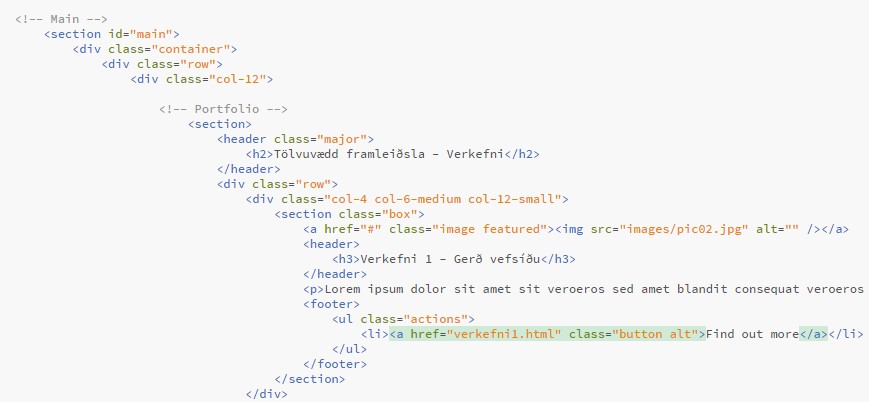 <!-- Main -->
<section id="main">
<div class="container">
<div class="row">
<div class="col-12">
<!-- Portfolio -->
<section>
<header class="major">
<h2>Tölvuvædd framleiðsla - Verkefni</h2>
</header>
<div class="row">
<div class="col-4 col-6-medium col-12-small">
<section class="box">
<a href="#" class="image featured"><img src="images/pic02.jpg" alt="" /></a>
<header>
<h3>Verkefni 1 - Gerð vefsíðu</h3>
</header>
<p>Lorem ipsum dolor sit amet sit veroeros sed amet blandit consequat veroeros
<footer>
<ul class="actions">
<li><a href="verkefni1.html" class="button alt">Find out more</a></li>
</ul>
</footer>
</section>
</div>